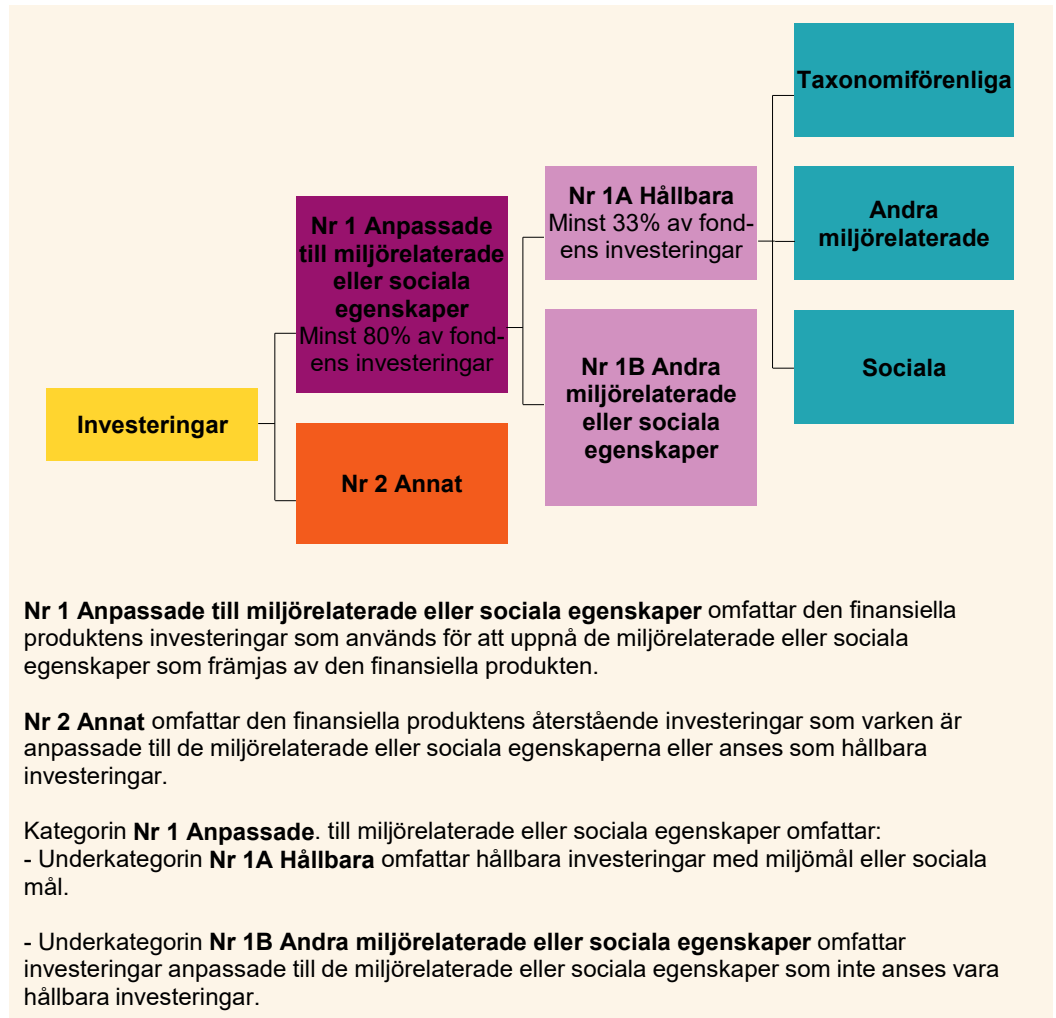 Taxonomiförenliga
Nr 1A Hållbara
Minst 33% av fond-
ens investeringar
Andra
miljörelaterade
Nr 1 Anpassade
till miljörelaterade
eller sociala
egenskaper
Minst 80% av fond-
ens investeringar
Nr 1B Andra
miljörelaterade
eller sociala
egenskaper
Sociala
Investeringar
Nr 2 Annat
Nr 1 Anpassade till miljörelaterade eller sociala egenskaper omfattar den finansiella
produktens investeringar som används för att uppnå de miljörelaterade eller sociala
egenskaper som främjas av den finansiella produkten.
Nr 2 Annat omfattar den finansiella produktens återstående investeringar som varken är
anpassade till de miljörelaterade eller sociala egenskaperna eller anses som hållbara
investeringar.
Kategorin Nr 1 Anpassade. till miljörelaterade eller sociala egenskaper omfattar:
- Underkategorin Nr 1A Hållbara omfattar hållbara investeringar med miljömål eller sociala
mål.
- Underkategorin Nr 1B Andra miljörelaterade eller sociala egenskaper omfattar
investeringar anpassade till de miljörelaterade eller sociala egenskaper som inte anses vara
hållbara investeringar.